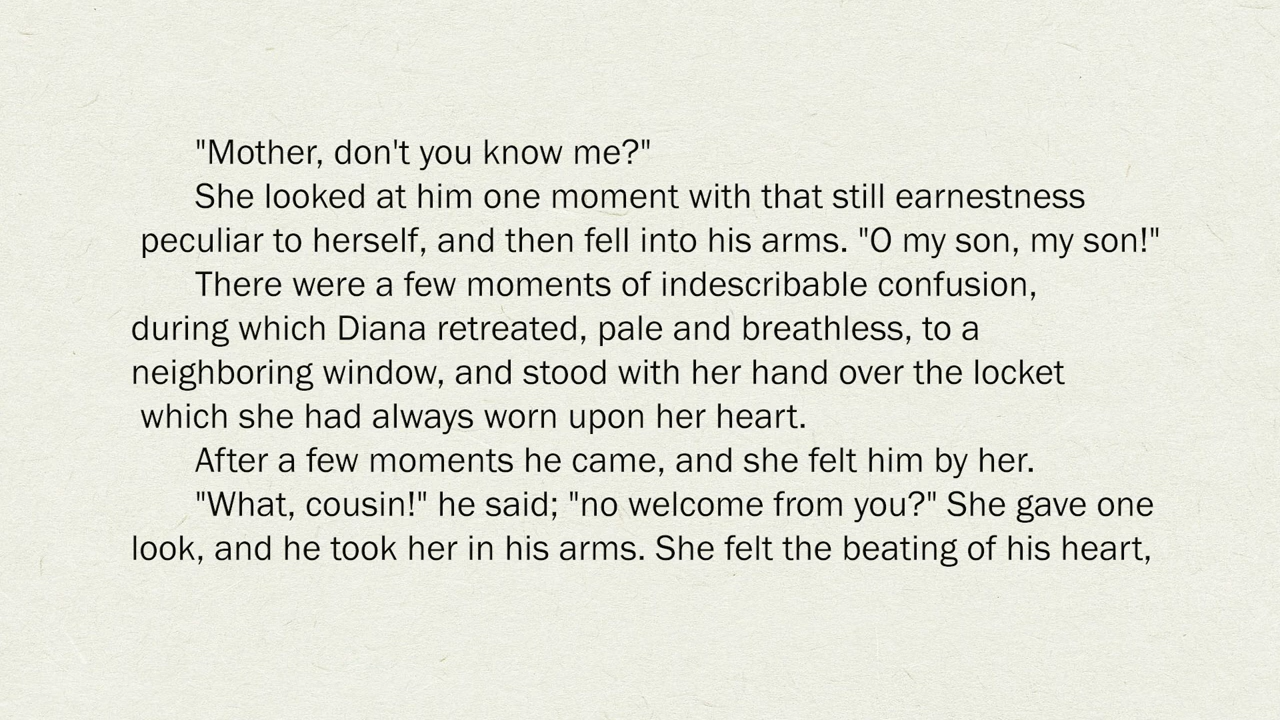 "Mother, don't you know me?"
She looked at him one moment with that still earnestness
peculiar to herself, and then fell into his arms. "O my son, my son!"
There were a few moments of indescribable confusion,
during which Diana retreated, pale and breathless, to a
neighboring window, and stood with her hand over the locket
which she had always worn upon her heart.
After a few moments he came, and she felt him by her.
"What, cousin!" he said; "no welcome from you?" She gave one
look, and he took her in his arms. She felt the beating of his heart,